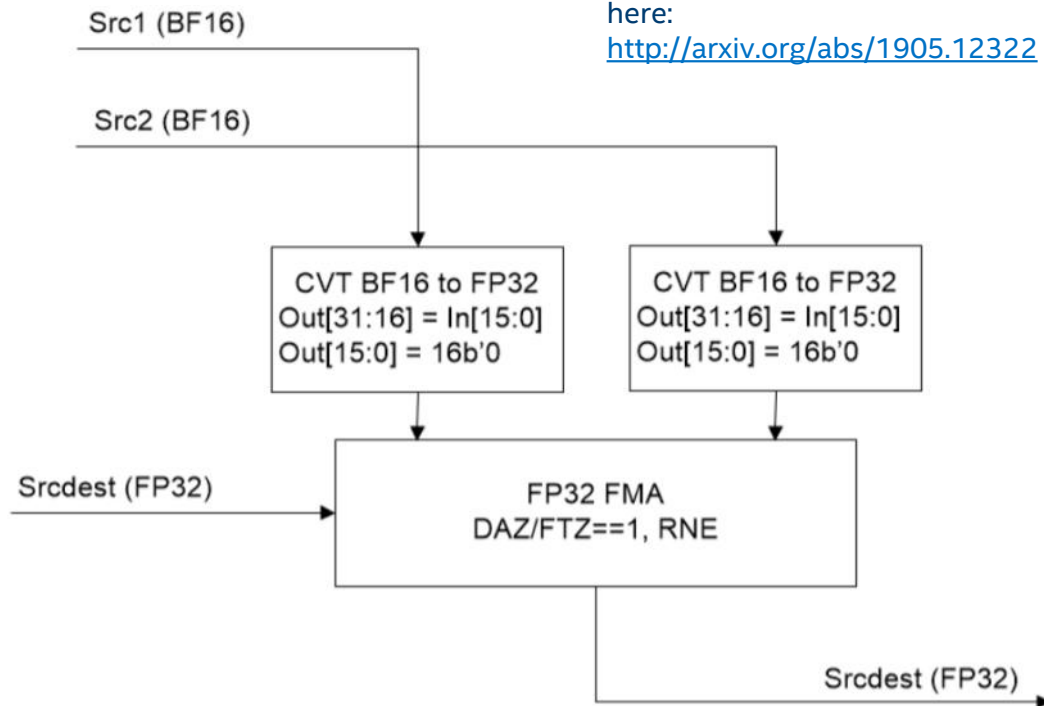 here:
http://arxiv.org/abs/1905.12322
Src1 (BF16)
Src2 (BF16)
CVT BF16 to FP32
Out[31:16] = In[15:0]
Out[15:0] = 16b'0
CVT BF16 to FP32
Out[31:16] = In[15:0]
Out[15:0] = 16b'0
Srcdest (FP32)
FP32 FMA
DAZ/FTZ==1, RNE
Srcdest (FP32)